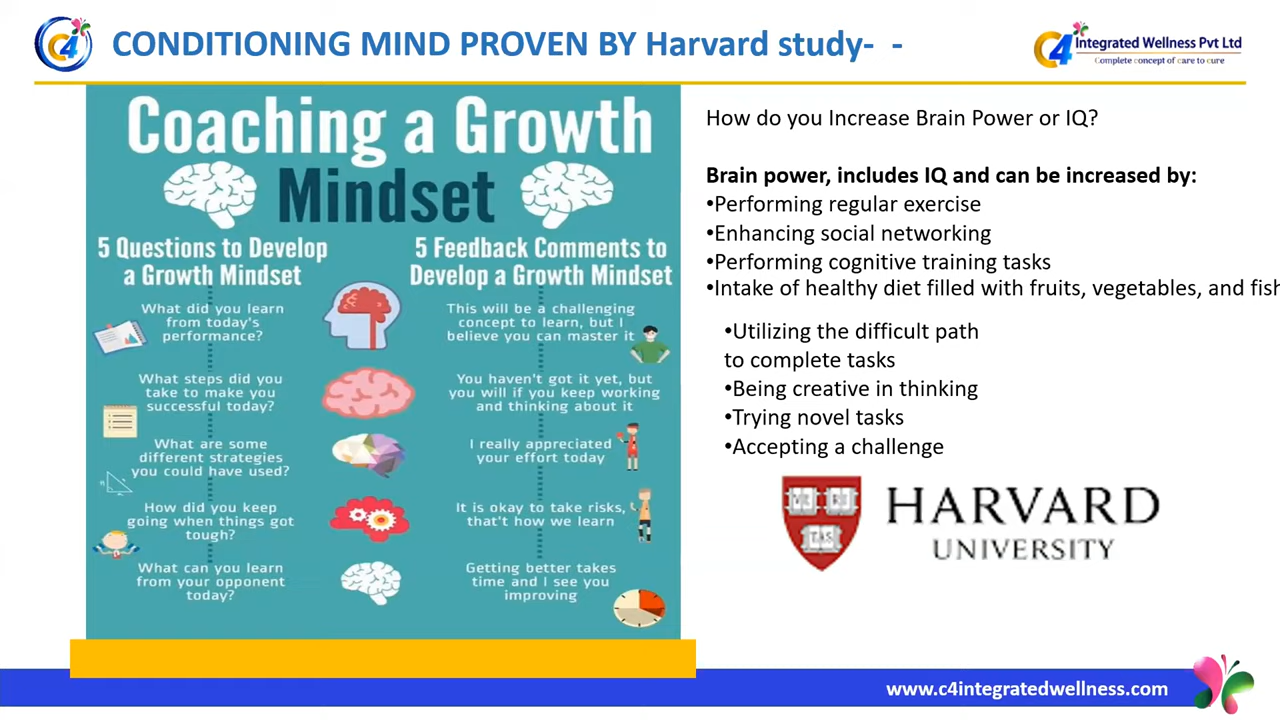 C4
CONDITIONING MIND PROVEN BY Harvard study- -
C4 Integrated Wellness Pvt Ltd
Complete concept of care to cure
Coaching a Growth
Mindset
5 Questions to Develop
a Growth Mindset
What did you learn
from today's
performance?
What steps did you
take to make you
successful today?
What are some
different strategies
you could have used?
How did you keep
going when things got
tough?
What can you learn
from your opponent
today?
5 Feedback Comments to
Develop a Growth Mindset
This will be a challenging
concept to learn, but I
believe you can master it
You haven't got it yet, but
you will if you keep working
and thinking about it
I really appreciated
your effort today
It is okay to take risks,
that's how we learn
Getting better takes
time and I see you
improving
How do you Increase Brain Power or IQ?
Brain power, includes IQ and can be increased by:
•Performing regular exercise
•Enhancing social networking
•Performing cognitive training tasks
•Intake of healthy diet filled with fruits, vegetables, and fish
•Utilizing the difficult path
to complete tasks
•Being creative in thinking
•Trying novel tasks
•Accepting a challenge
VE RI
TAS
HARVARD
UNIVERSITY
www.c4integratedwellness.com